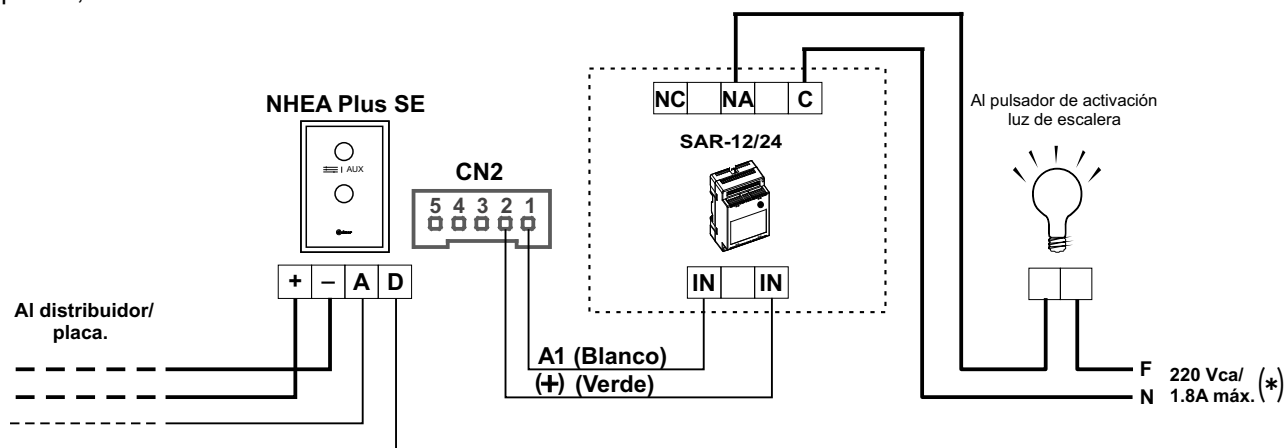 NC NA C
NHEA Plus SE
Al pulsador de activación
luz de escalera
SAR-12/24
AUX
CN2
5 4 3 2 1
+ – A D
IN IN
Al distribuidor/
placa.
A1 (Blanco)
(+) (Verde)
F
N
220 Vca/
1.8A máx.
(*)